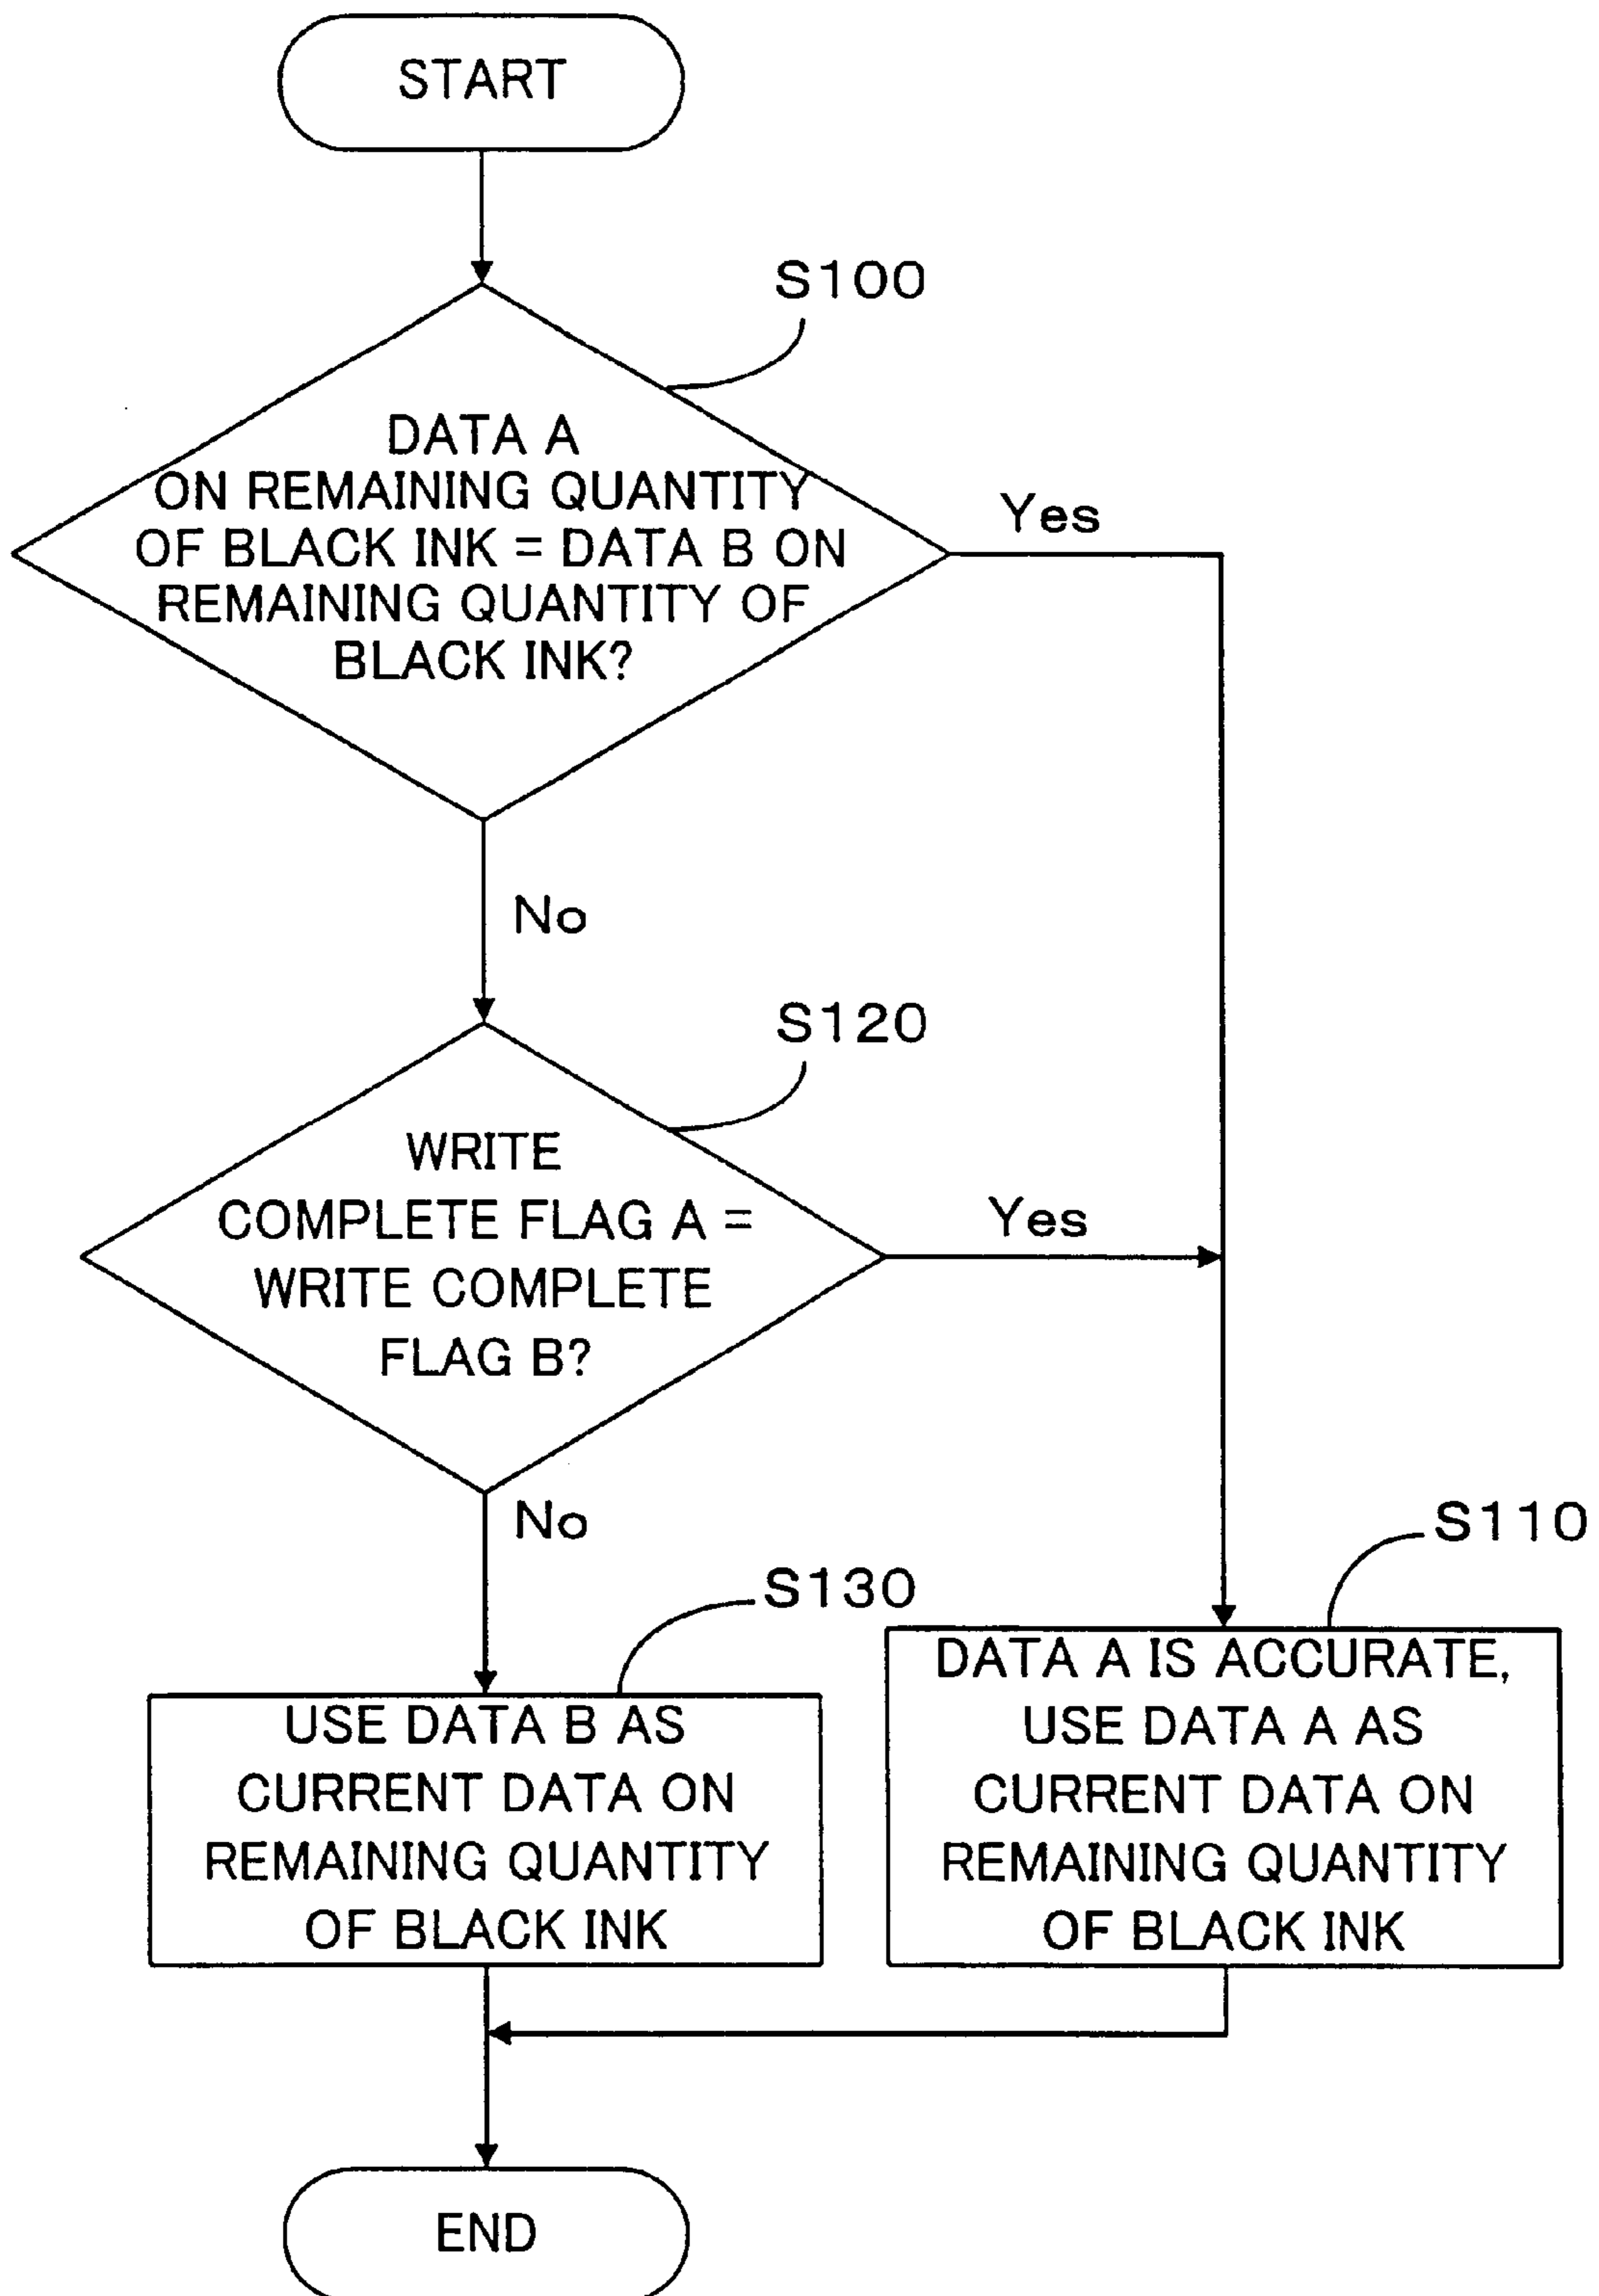 START
S100
DATA A
ON REMAINING QUANTITY
OF BLACK INK = DATA B ON
REMAINING QUANTITY OF
BLACK INK?
Yes
No
S120
WRITE
COMPLETE FLAG A =
WRITE COMPLETE
FLAG B?
Yes
No
S130
USE DATA B AS
CURRENT DATA ON
REMAINING QUANTITY
OF BLACK INK
S110
DATA A IS ACCURATE,
USE DATA A AS
CURRENT DATA ON
REMAINING QUANTITY
OF BLACK INK
END